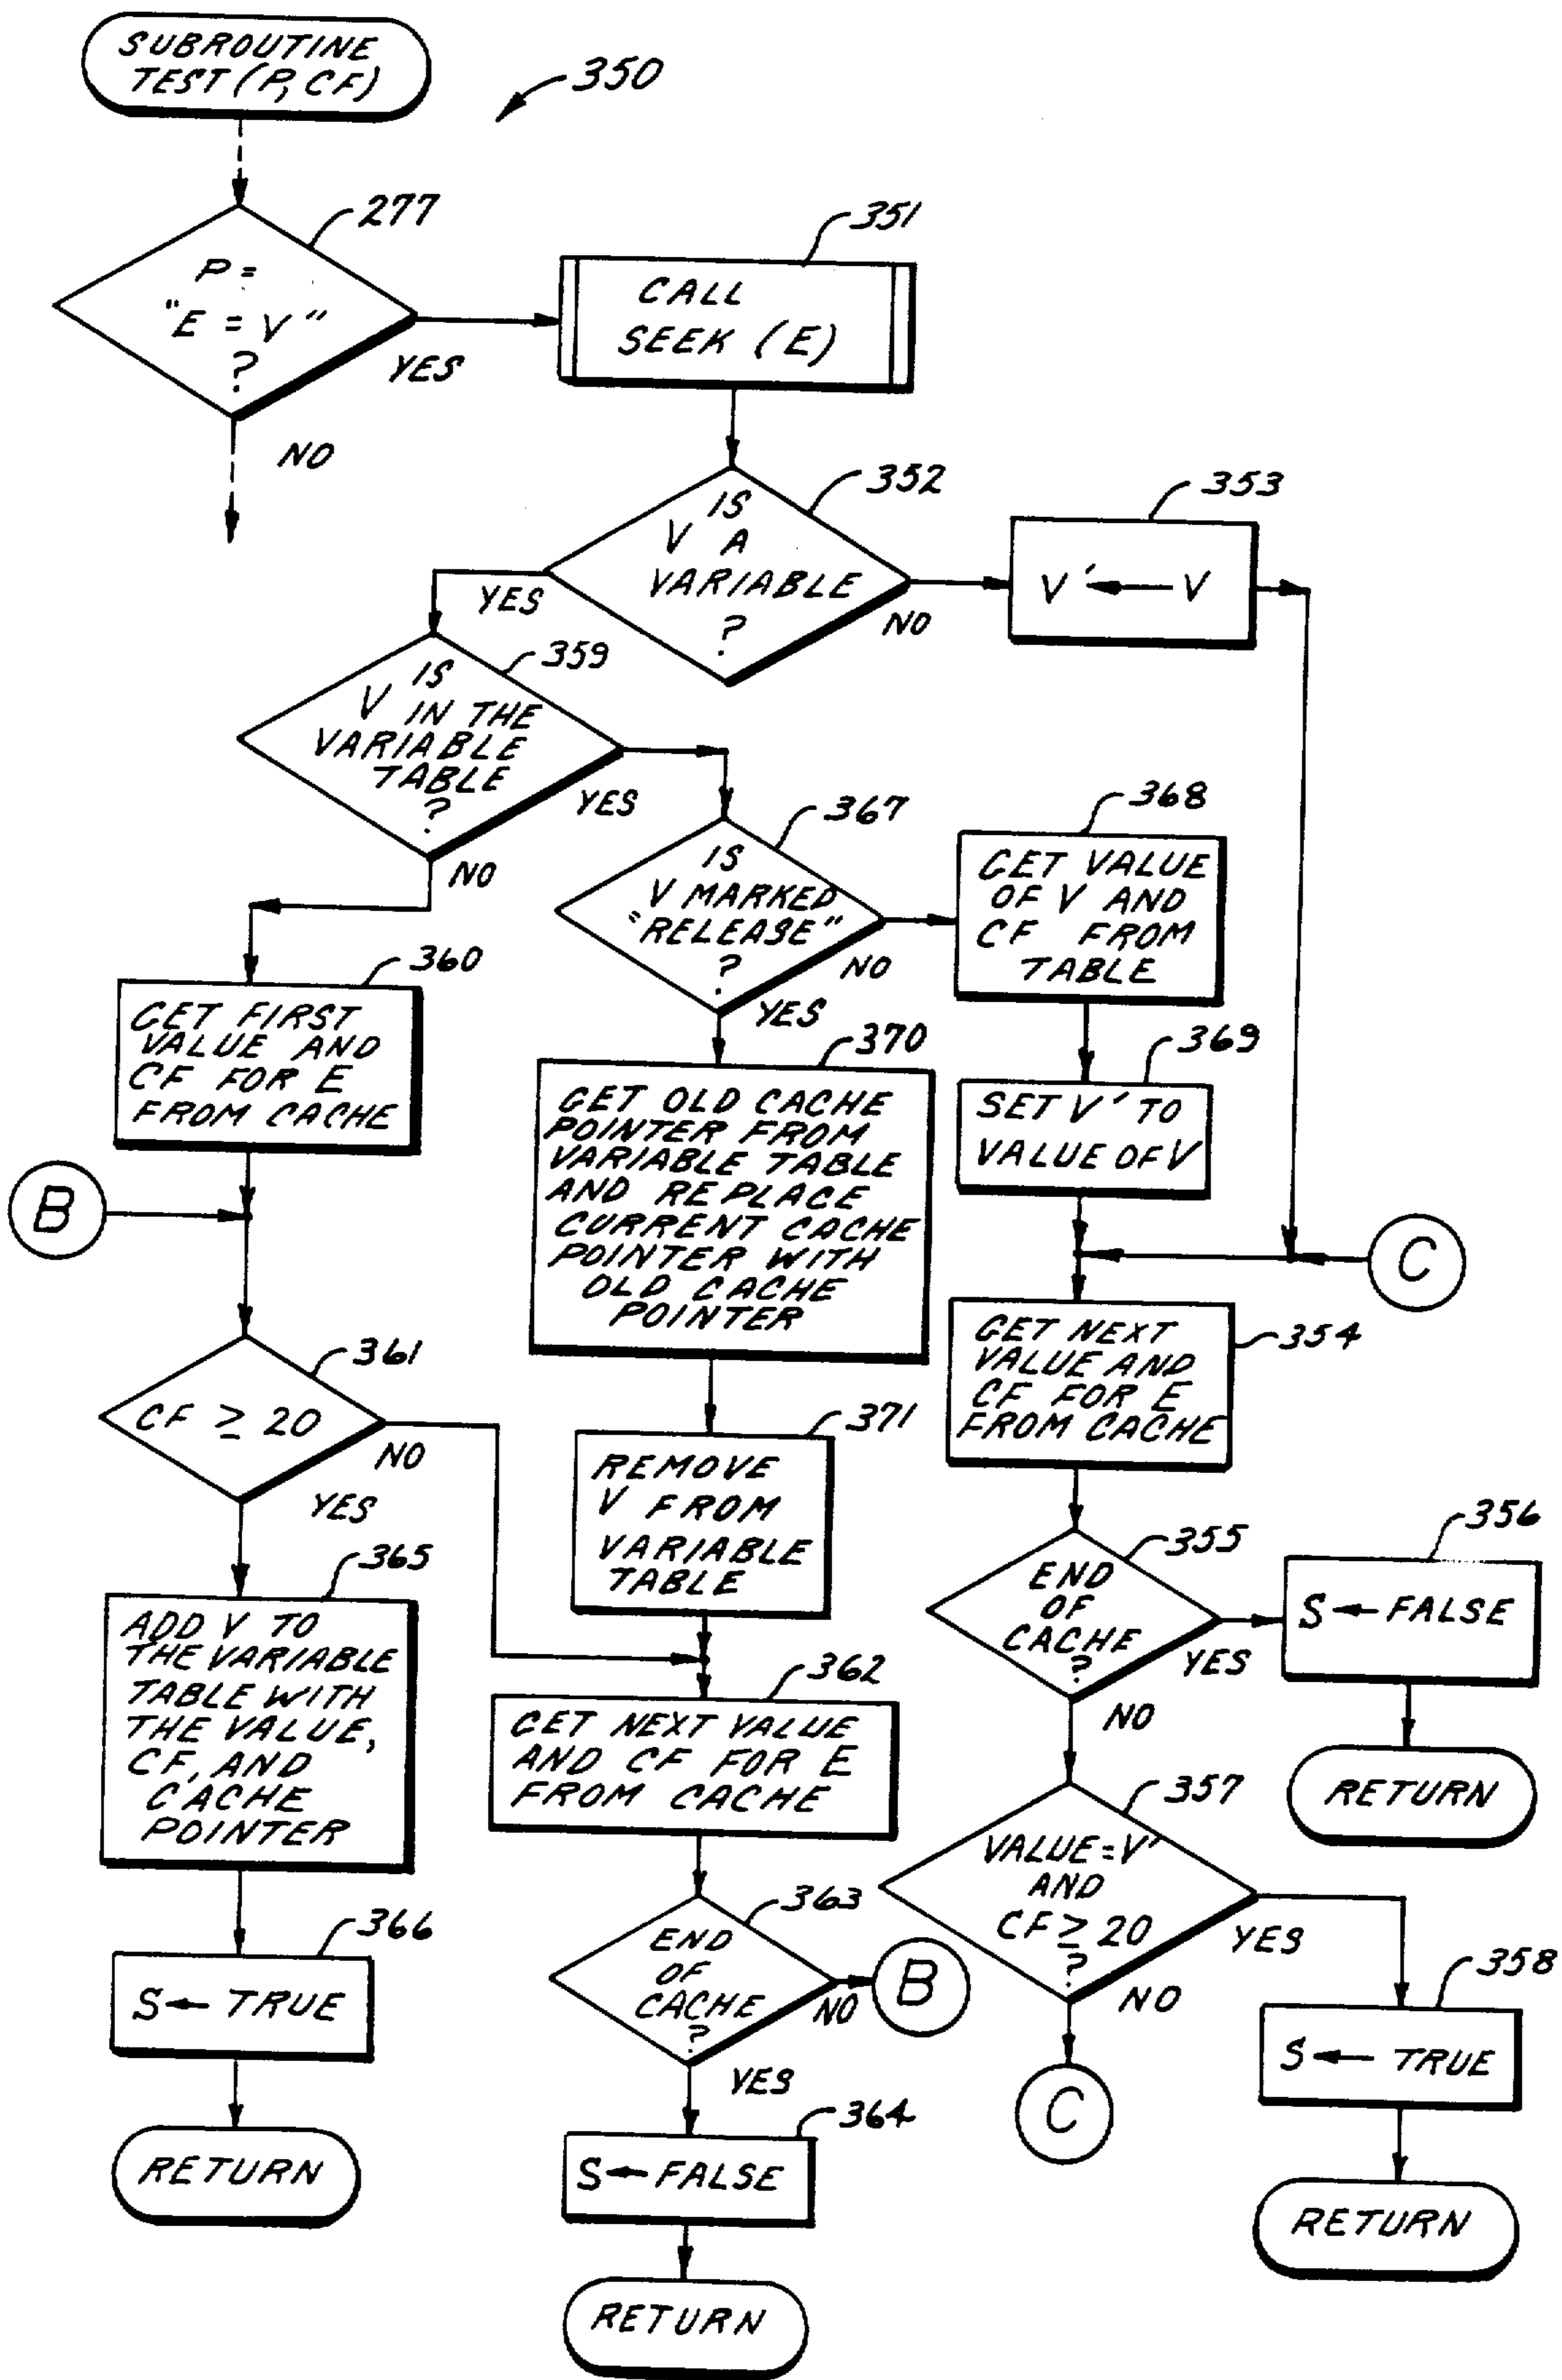 SUBROUTINE
TEST (P, CF)
350
277
P =
"E = V"
?
YES
NO
351
CALL
SEEK (E)
352
IS
V A
VARIABLE
?
YES
NO
353
V' ← V
359
IS
V IN THE
VARIABLE
TABLE
?
YES
NO
367
IS
V MARKED
"RELEASE"
?
NO
YES
368
GET VALUE
OF V AND
CF FROM
TABLE
360
GET FIRST
VALUE AND
CF FOR E
FROM CACHE
370
GET OLD CACHE
POINTER FROM
VARIABLE TABLE
AND REPLACE
CURRENT CACHE
POINTER WITH
OLD CACHE
POINTER
369
SET V' TO
VALUE OF V
B
C
354
GET NEXT
VALUE AND
CF FOR E
FROM CACHE
361
CF ≥ 20
NO
YES
371
REMOVE
V FROM
VARIABLE
TABLE
355
END
OF
CACHE
?
YES
NO
356
S ← FALSE
RETURN
365
ADD V TO
THE VARIABLE
TABLE WITH
THE VALUE,
CF, AND
CACHE
POINTER
362
GET NEXT VALUE
AND CF FOR E
FROM CACHE
357
VALUE = V'
AND
CF ≥ 20
?
YES
NO
363
END
OF
CACHE
?
NO
B
YES
366
S ← TRUE
RETURN
358
S ← TRUE
RETURN
C
364
S ← FALSE
RETURN